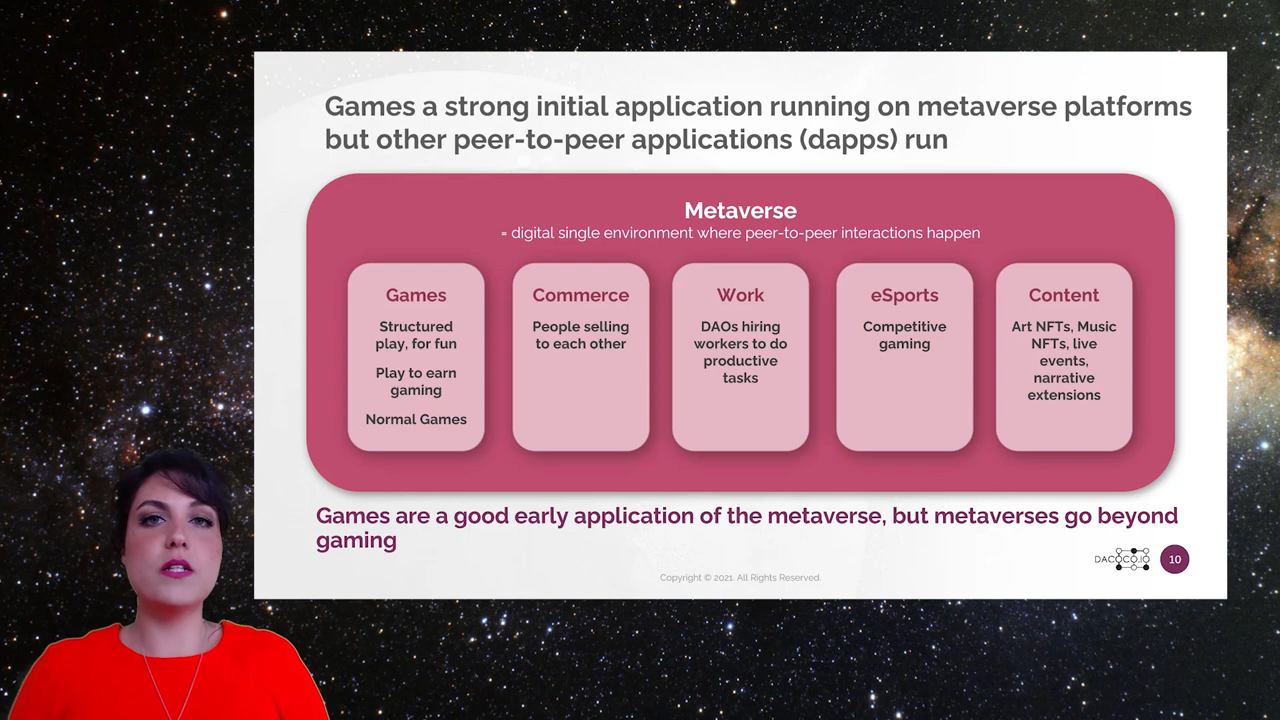 Games a strong initial application running on metaverse platforms
but other peer-to-peer applications (dapps) run
Metaverse
= digital single environment where peer-to-peer interactions happen
Games
Structured
play, for fun
Play to earn
gaming
Normal Games
Commerce
People selling
to each other
Work
DAOs hiring
workers to do
productive
tasks
eSports
Competitive
gaming
Content
Art NFTs, Music
NFTs, live
events,
narrative
extensions
Games are a good early application of the metaverse, but metaverses go beyond
gaming
DACOCO.IO
10
Copyright © 2021. All Rights Reserved.